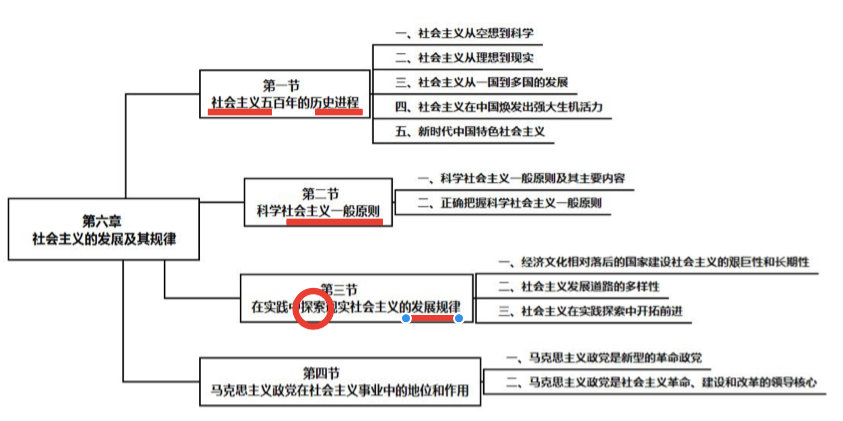 第六章
社会主义的发展及其规律
第一节
社会主义五百年的历史进程
一、社会主义从空想到科学
二、社会主义从理想到现实
三、社会主义从一国到多国的发展
四、社会主义在中国焕发出强大生机活力
五、新时代中国特色社会主义
第二节
科学社会主义一般原则
一、科学社会主义一般原则及其主要内容
二、正确把握科学社会主义一般原则
第三节
在实践中探索现实社会主义的发展规律
一、经济文化相对落后的国家建设社会主义的艰巨性和长期性
二、社会主义发展道路的多样性
三、社会主义在实践探索中开拓前进
第四节
马克思主义政党在社会主义事业中的地位和作用
一、马克思主义政党是新型的革命政党
二、马克思主义政党是社会主义革命、建设和改革的领导核心